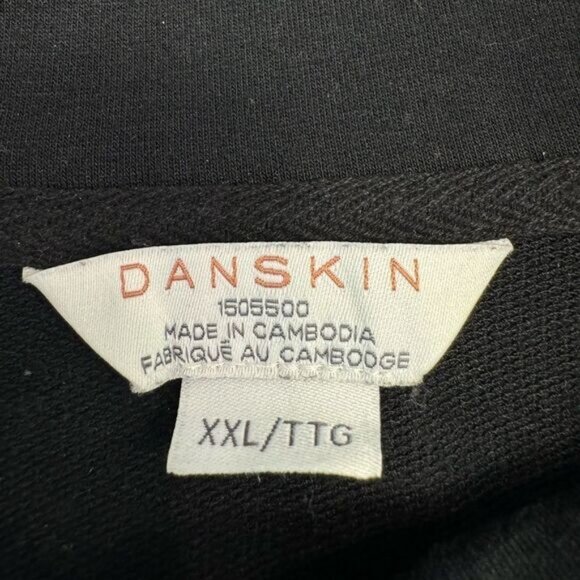 DANSKIN
1505500
MADE IN CAMBODIA
FABRIQUÉ AU CAMBODGE
XXL/TTG